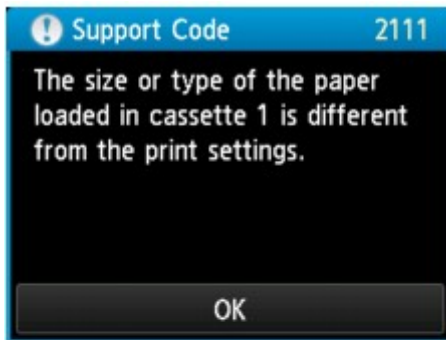 Support Code 2111
The size or type of the paper
loaded in cassette 1 is different
from the print settings.
OK